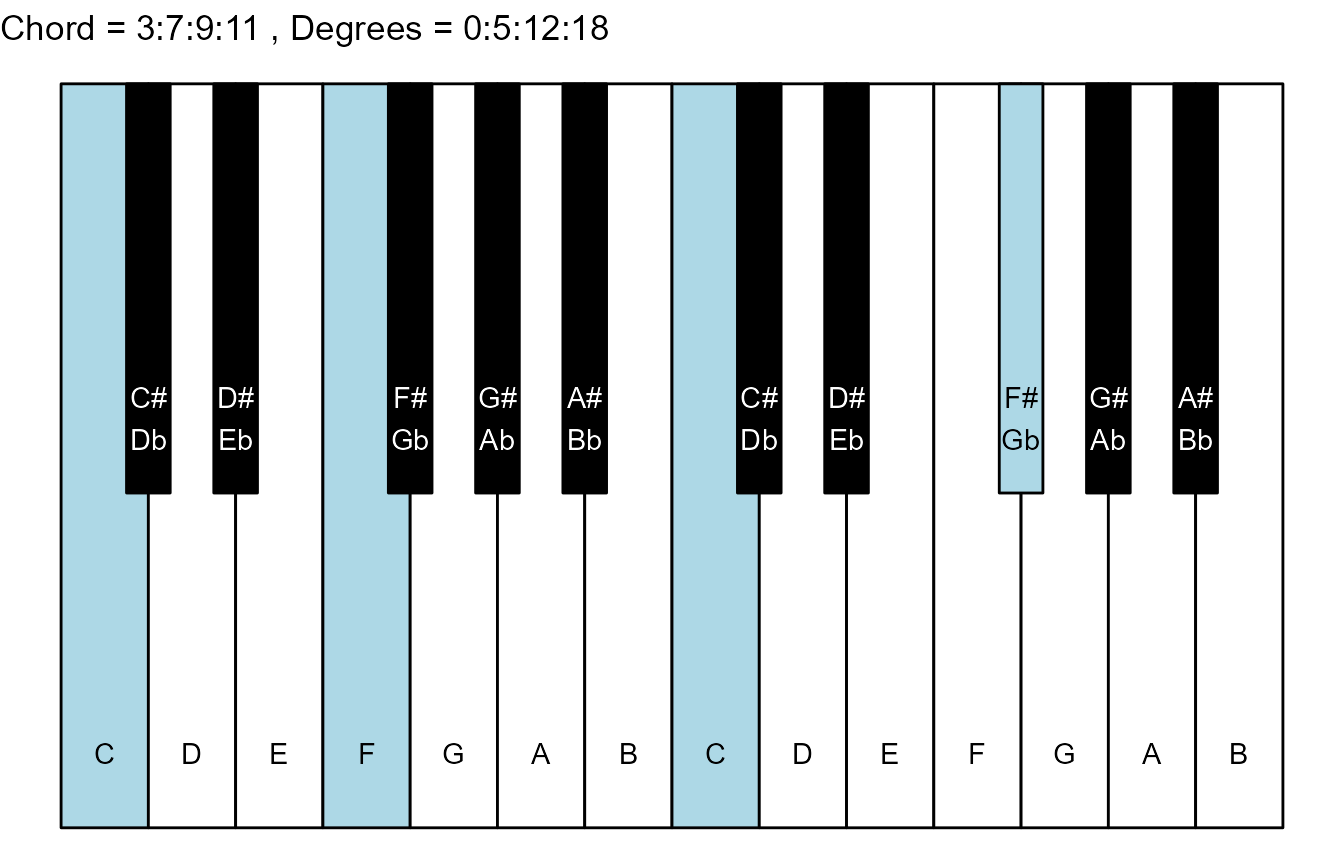 Chord = 3:7:9:11 , Degrees = 0:5:12:18
C# D# F# G# A# C# D# F# G# A#
Db Eb Gb Ab Bb Db Eb Gb Ab Bb
C D E F G A B C D E F G A B